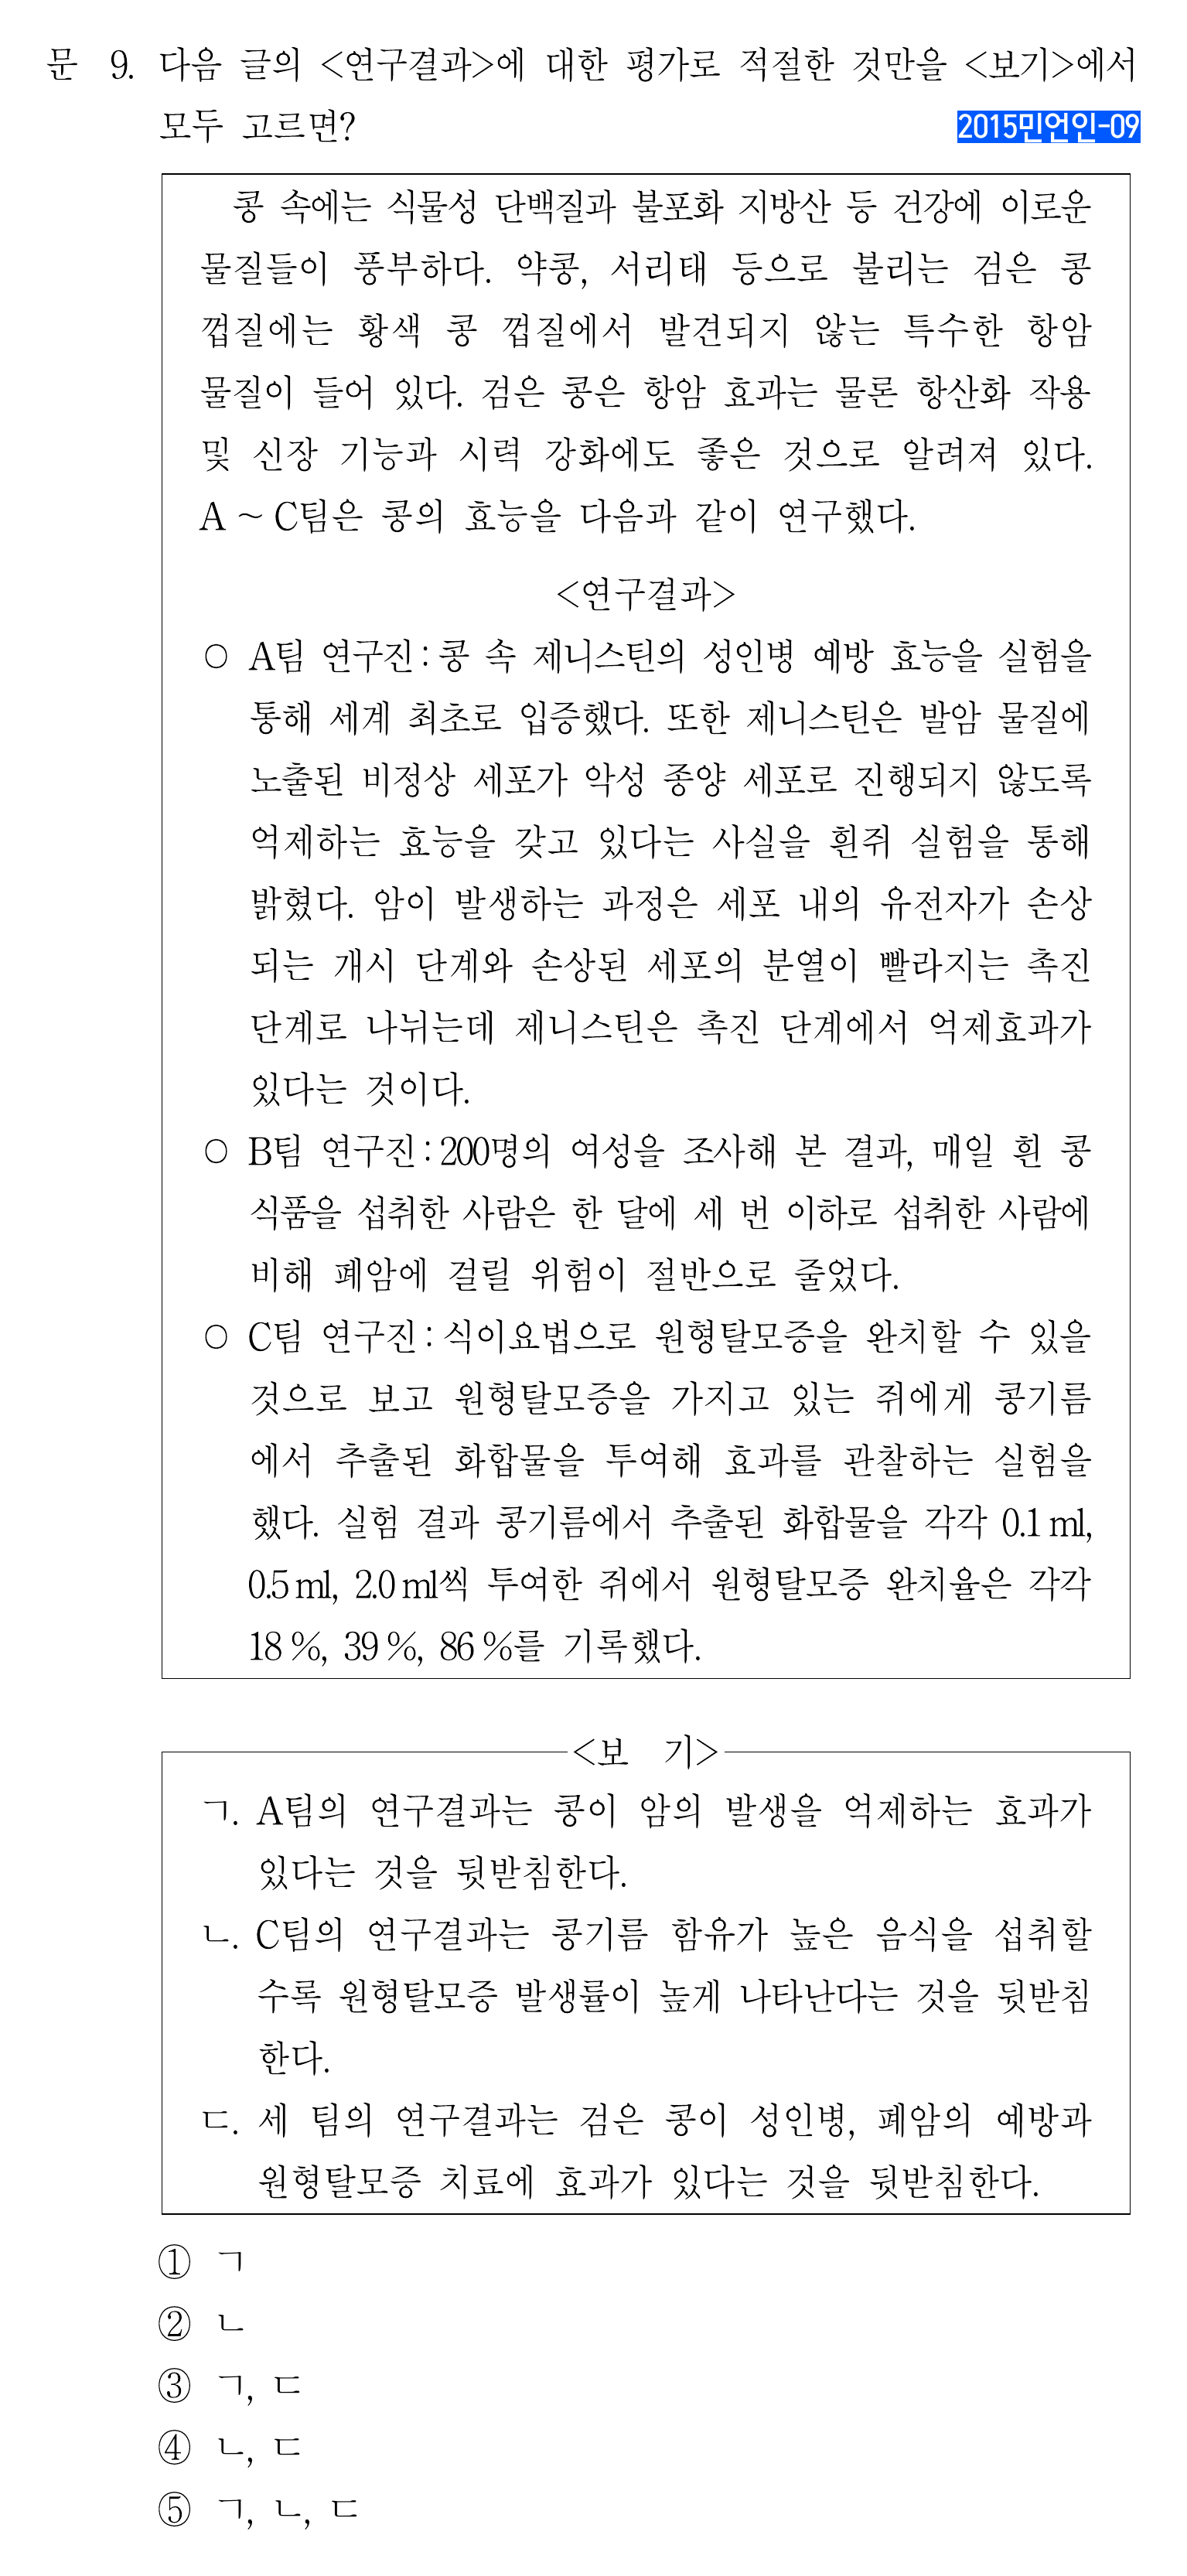 문 9. 다음 글의 <연구결과>에 대한 평가로 적절한 것만을 <보기>에서
모두 고르면?
2015민언인-09
콩 속에는 식물성 단백질과 불포화 지방산 등 건강에 이로운
물질들이 풍부하다. 약콩, 서리태 등으로 불리는 검은 콩
껍질에는 황색 콩 껍질에서 발견되지 않는 특수한 항암
물질이 들어 있다. 검은 콩은 항암 효과는 물론 항산화 작용
및 신장 기능과 시력 강화에도 좋은 것으로 알려져 있다.
A ~ C팀은 콩의 효능을 다음과 같이 연구했다.
<연구결과>
○ A팀 연구진 : 콩 속 제니스틴의 성인병 예방 효능을 실험을
통해 세계 최초로 입증했다. 또한 제니스틴은 발암 물질에
노출된 비정상 세포가 악성 종양 세포로 진행되지 않도록
억제하는 효능을 갖고 있다는 사실을 흰쥐 실험을 통해
밝혔다. 암이 발생하는 과정은 세포 내의 유전자가 손상
되는 개시 단계와 손상된 세포의 분열이 빨라지는 촉진
단계로 나뉘는데 제니스틴은 촉진 단계에서 억제효과가
있다는 것이다.
○ B팀 연구진 : 200명의 여성을 조사해 본 결과, 매일 흰 콩
식품을 섭취한 사람은 한 달에 세 번 이하로 섭취한 사람에
비해 폐암에 걸릴 위험이 절반으로 줄었다.
○ C팀 연구진 : 식이요법으로 원형탈모증을 완치할 수 있을
것으로 보고 원형탈모증을 가지고 있는 쥐에게 콩기름
에서 추출된 화합물을 투여해 효과를 관찰하는 실험을
했다. 실험 결과 콩기름에서 추출된 화합물을 각각 0.1 ml,
0.5 ml, 2.0 ml씩 투여한 쥐에서 원형탈모증 완치율은 각각
18 %, 39 %, 86 %를 기록했다.
<보 기>
ㄱ. A팀의 연구결과는 콩이 암의 발생을 억제하는 효과가
있다는 것을 뒷받침한다.
ㄴ. C팀의 연구결과는 콩기름 함유가 높은 음식을 섭취할
수록 원형탈모증 발생률이 높게 나타난다는 것을 뒷받침
한다.
ㄷ. 세 팀의 연구결과는 검은 콩이 성인병, 폐암의 예방과
원형탈모증 치료에 효과가 있다는 것을 뒷받침한다.
① ㄱ
② ㄴ
③ ㄱ, ㄷ
④ ㄴ, ㄷ
⑤ ㄱ, ㄴ, ㄷ